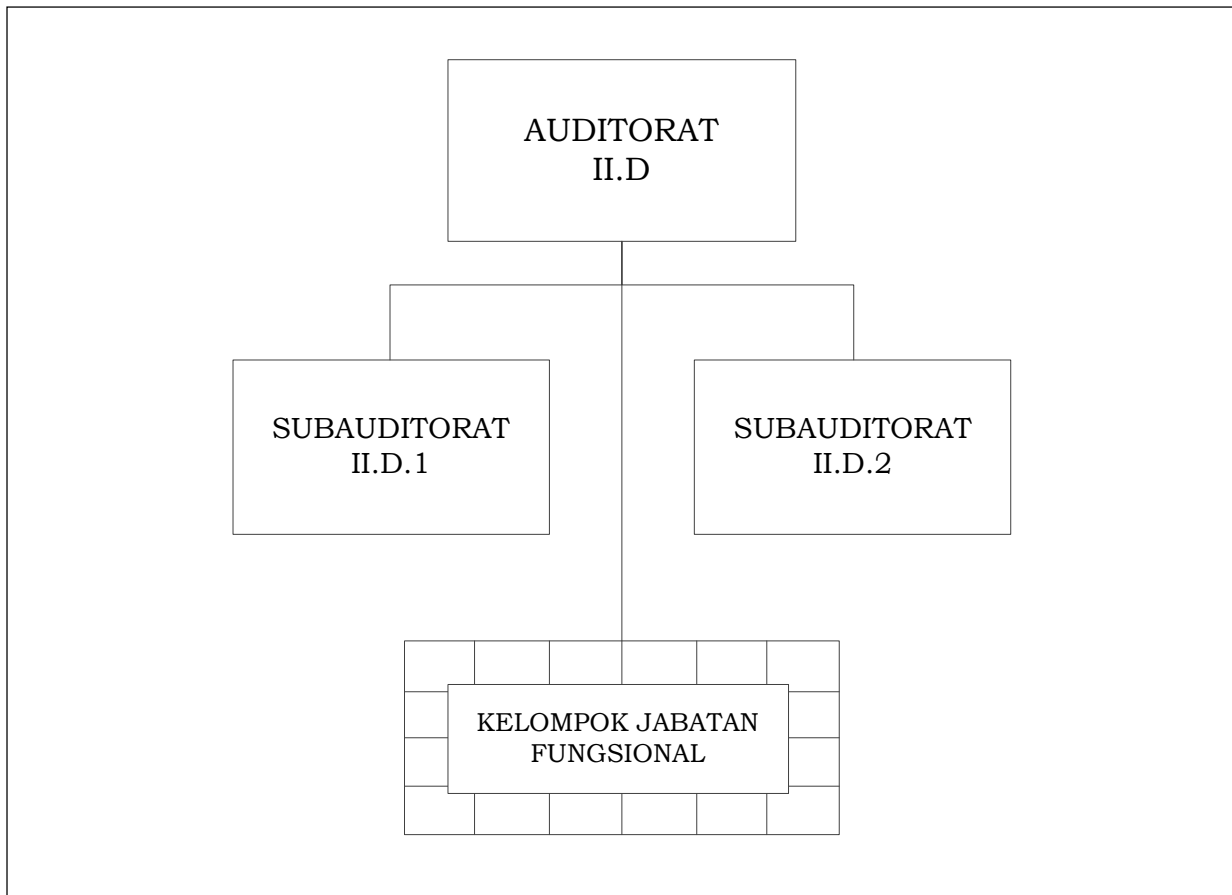 AUDITORAT
II.D
SUBAUDITORAT
II.D.1
SUBAUDITORAT
II.D.2
KELOMPOK JABATAN
FUNGSIONAL